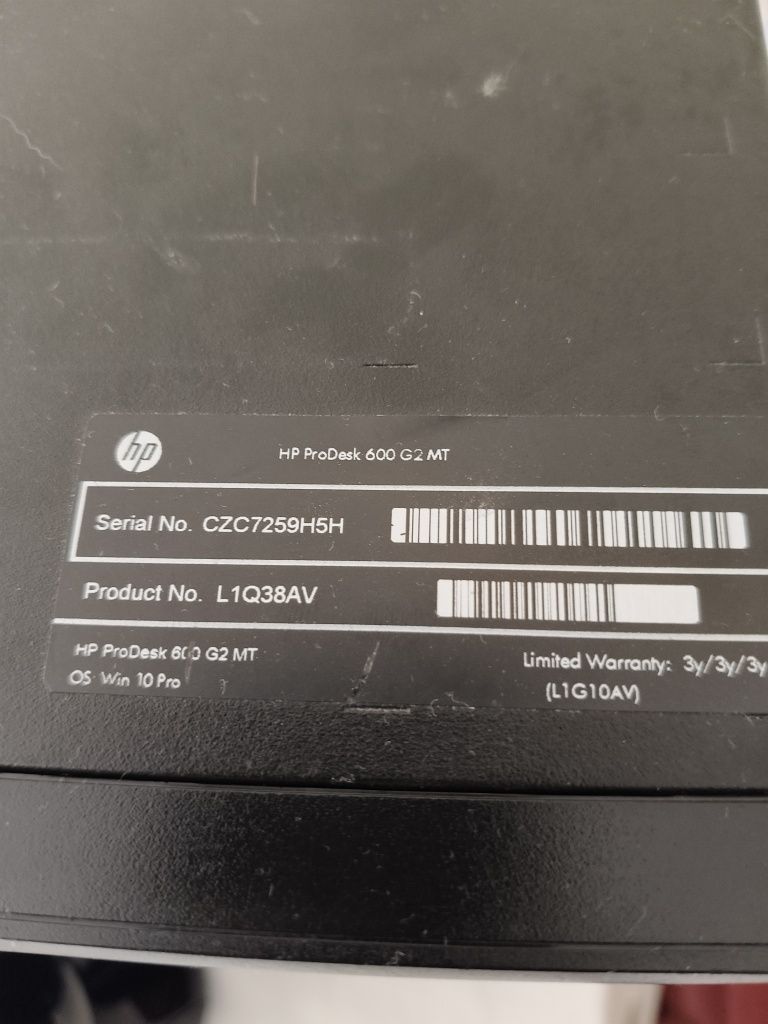 hp
HP ProDesk 600 G2 MT
Serial No. CZC7259H5H
Product No. L1Q38AV
HP ProDesk 600 G2 MT
OS: Win 10 Pro
Limited Warranty: 3y/3y/3y
(L1G10AV)